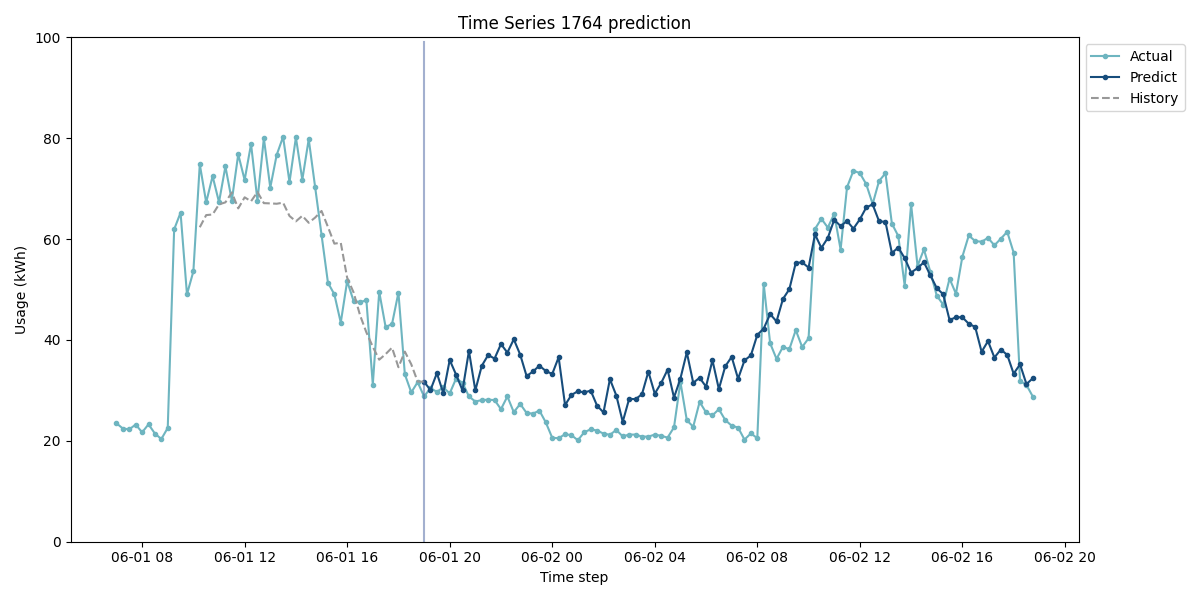 Time Series 1764 prediction
Usage (kWh)
100
80
60
40
20
0
06-01 08
06-01 12
06-01 16
06-01 20
06-02 00
06-02 04
06-02 08
06-02 12
06-02 16
06-02 20
Time step
Actual
Predict
History